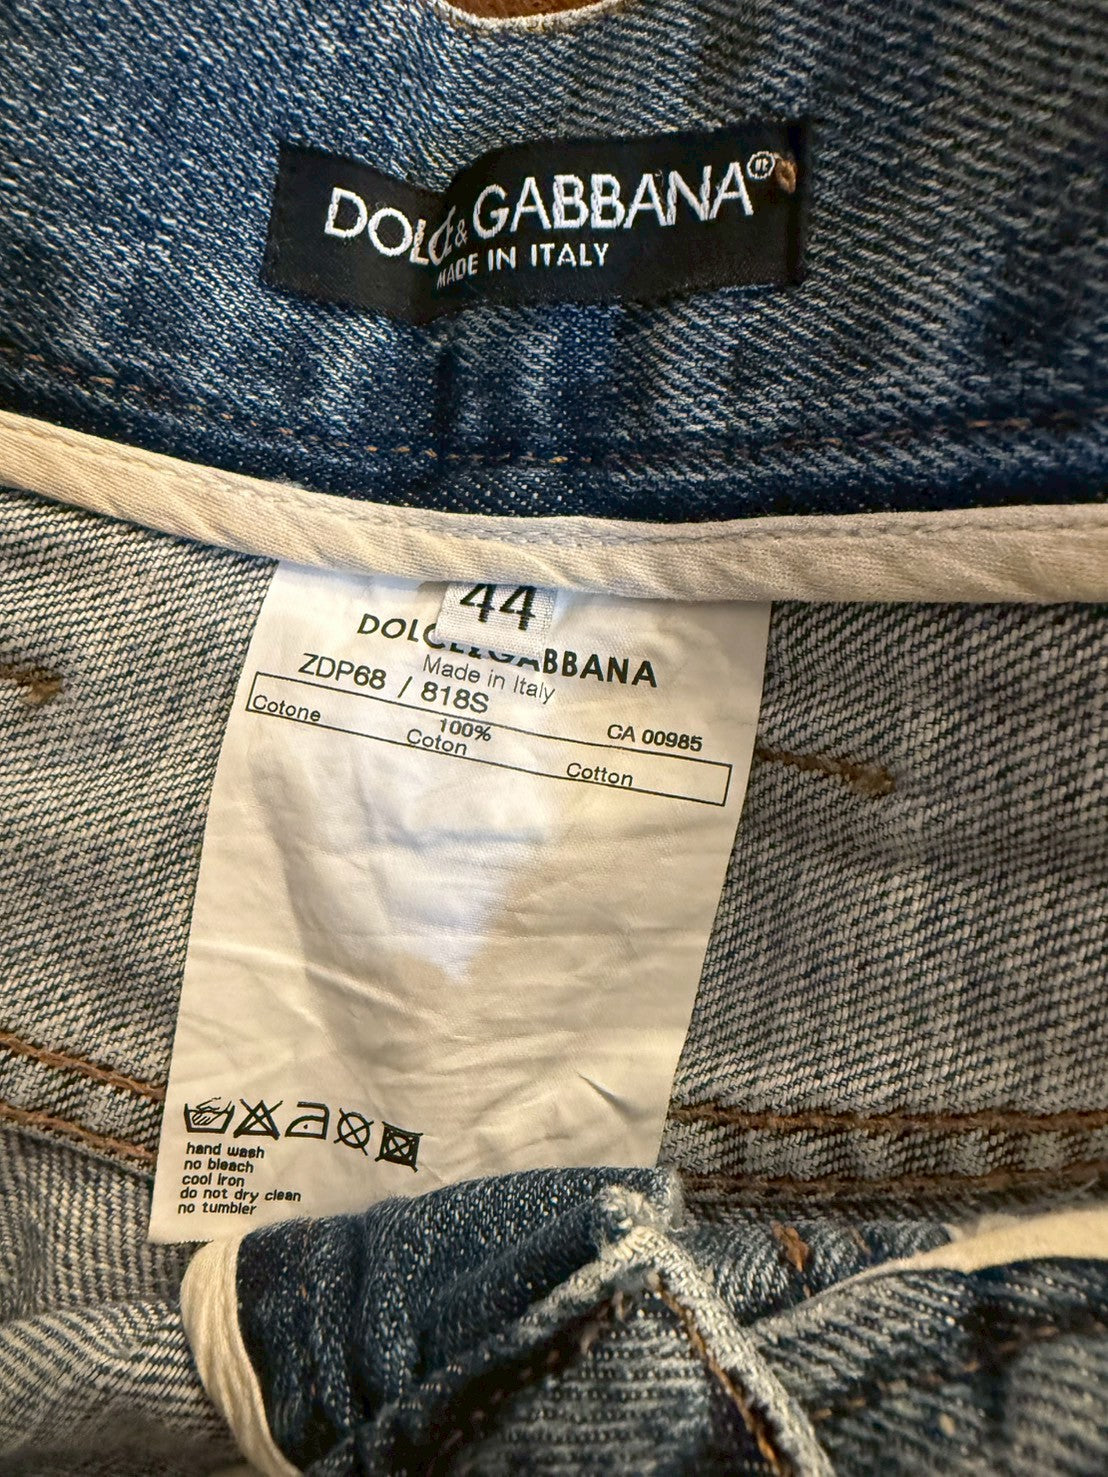 DOLCE&GABBANA®
MADE IN ITALY
44
DOLCE&GABBANA
Made in Italy
ZDP68 / 818S
CA 00985
100%
Cotone Coton Cotton
hand wash
no bleach
cool iron
do not dry clean
no tumbler